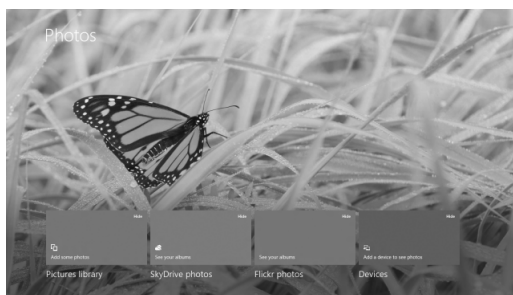 Photos
Hide
Add some photos
Pictures library
Hide
See your albums
SkyDrive photos
Hide
See your albums
Flickr photos
Hide
Add a device to see photos
Devices